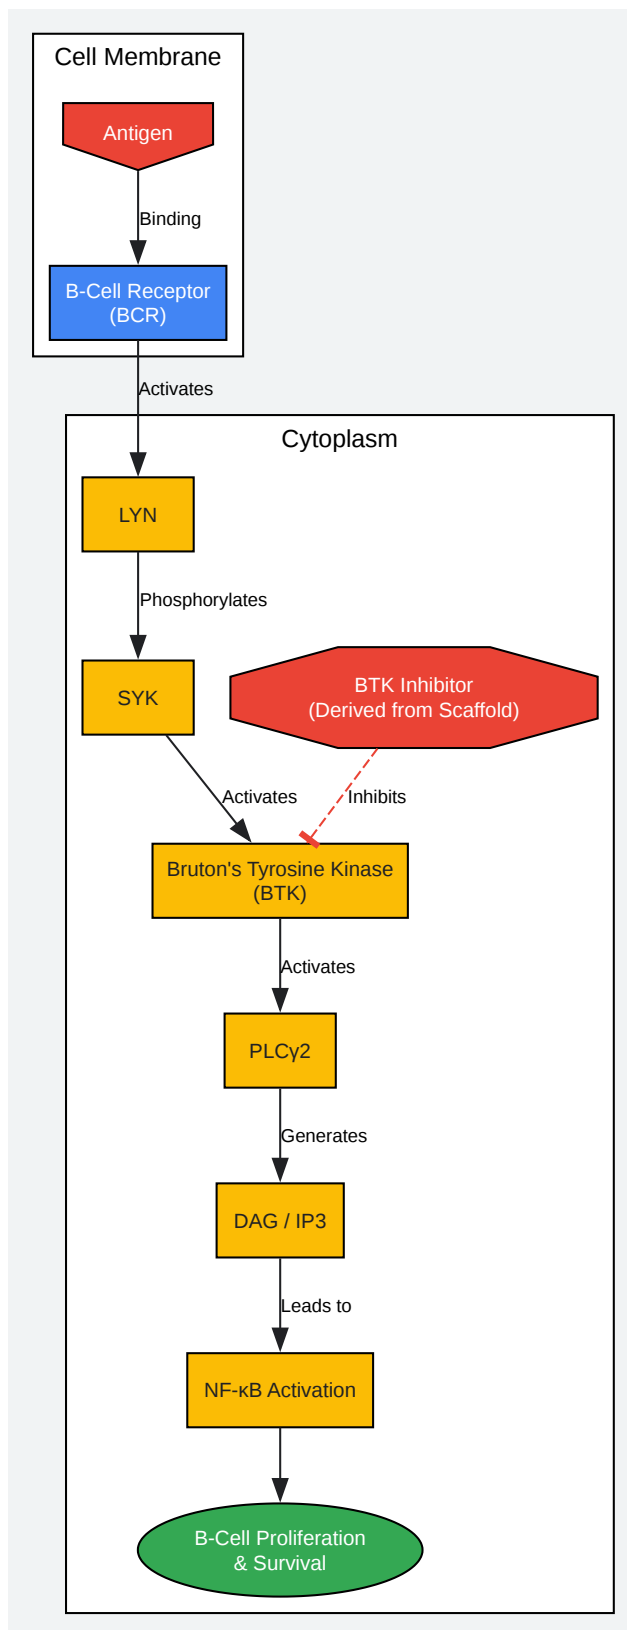 Cell Membrane
Antigen
Binding
B-Cell Receptor
(BCR)
Activates
Cytoplasm
LYN
Phosphorylates
SYK
BTK Inhibitor
(Derived from Scaffold)
Activates
Inhibits
Bruton's Tyrosine Kinase
(BTK)
Activates
PLCγ2
Generates
DAG / IP3
Leads to
NF-κB Activation
B-Cell Proliferation
& Survival